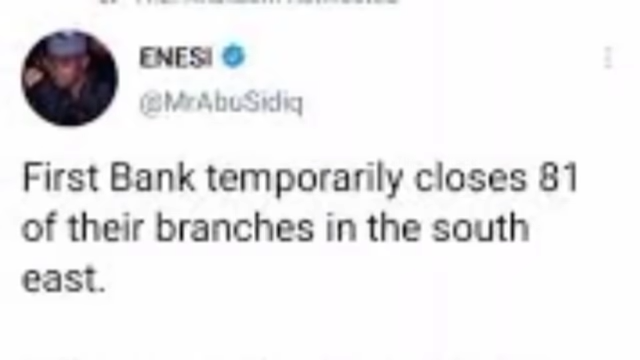 ENESI
@MrAbuSidiq
First Bank temporarily closes 81
of their branches in the south
east.